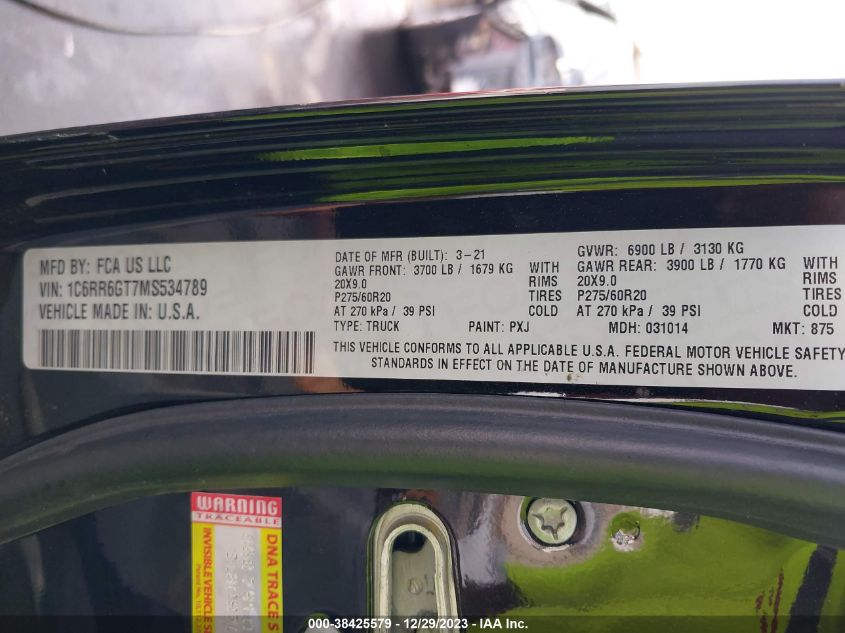 MFD BY: FCA US LLC
VIN: 1C6RR6GT7MS534789
VEHICLE MADE IN: U.S.A.
DATE OF MFR (BUILT): 3-21
GAWR FRONT: 3700 LB / 1679 KG WITH
20X9.0 RIMS
P275/60R20 TIRES
AT 270 kPa / 39 PSI COLD
TYPE: TRUCK PAINT: PXJ
GVWR: 6900 LB / 3130 KG
GAWR REAR: 3900 LB / 1770 KG WITH
20X9.0 RIMS
P275/60R20 TIRES
AT 270 kPa / 39 PSI COLD
MDH: 031014 MKT: 875
THIS VEHICLE CONFORMS TO ALL APPLICABLE U.S.A. FEDERAL MOTOR VEHICLE SAFETY
STANDARDS IN EFFECT ON THE DATE OF MANUFACTURE SHOWN ABOVE.
WARNING
TRACEABLE
DNA TRACE S
INVISIBLE VEHICLE S
000-38425579 - 12/29/2023 - IAA Inc.